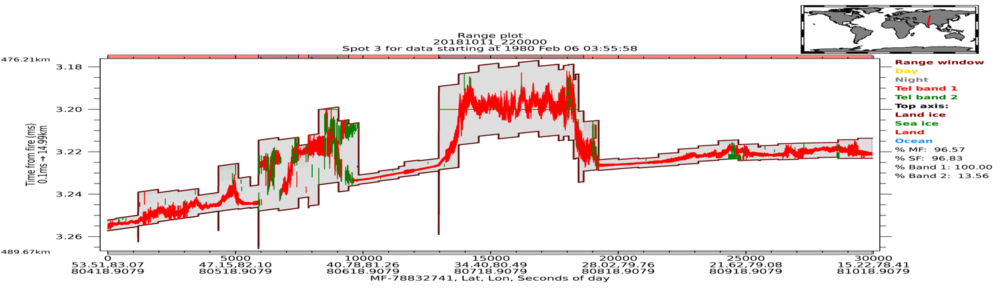 Range plot
20181011_220000
Spot 3 for data starting at 1980 Feb 06 03:55:58
476.21km
489.67km
Time from fire (ms)
0.1ms → 14.99km
3.18
3.20
3.22
3.24
3.26
0 5000 10000 15000 20000 25000 30000
53.51,83.07 47.15,82.10 40.78,81.26 34.40,80.49 28.02,79.76 21.62,79.08 15.22,78.41
80418.9079 80518.9079 80618.9079 80718.9079 80818.9079 80918.9079 81018.9079
MF-78832741, Lat, Lon, Seconds of day
Range window
Day
Night
Tel band 1
Tel band 2
Top axis:
Land ice
Sea ice
Land
Ocean
% MF: 96.57
% SF: 96.83
% Band 1: 100.00
% Band 2: 13.56